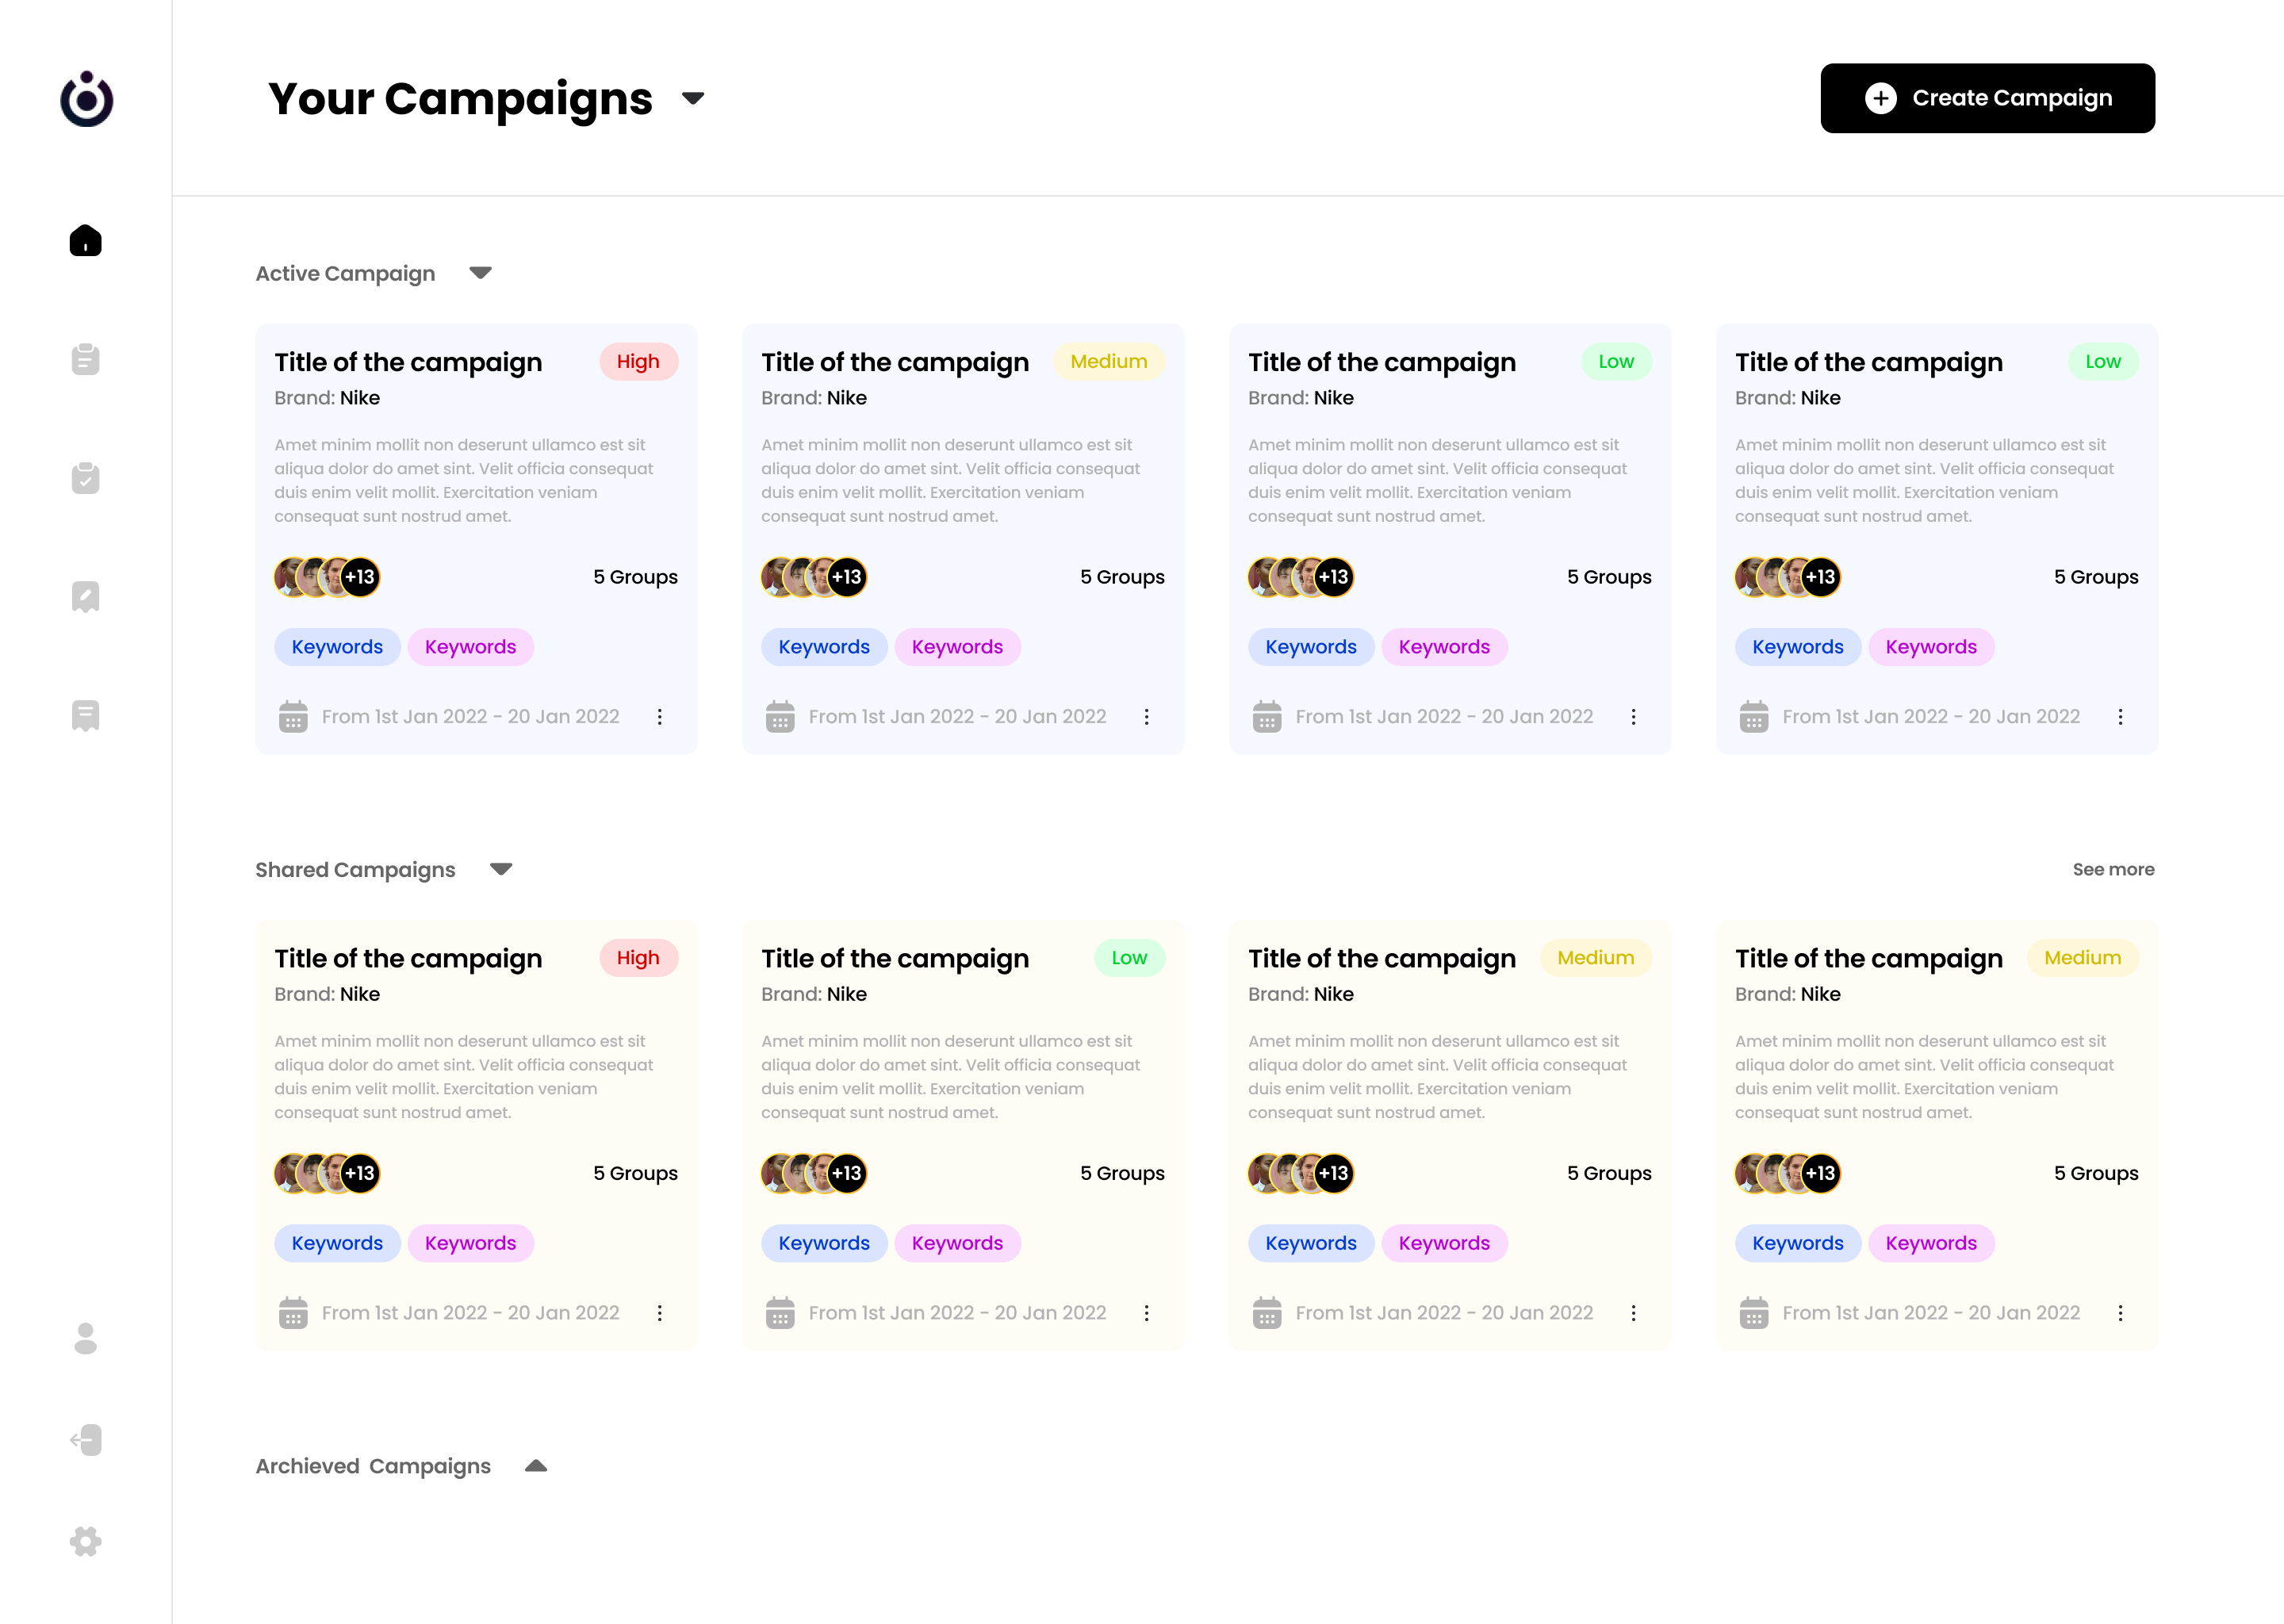 Your Campaigns
Create Campaign
Active Campaign
Title of the campaign High
Brand: Nike
Amet minim mollit non deserunt ullamco est sit
aliqua dolor do amet sint. Velit officia consequat
duis enim velit mollit. Exercitation veniam
consequat sunt nostrud amet.
+13 5 Groups
Keywords Keywords
From 1st Jan 2022 - 20 Jan 2022
Title of the campaign Medium
Brand: Nike
Amet minim mollit non deserunt ullamco est sit
aliqua dolor do amet sint. Velit officia consequat
duis enim velit mollit. Exercitation veniam
consequat sunt nostrud amet.
+13 5 Groups
Keywords Keywords
From 1st Jan 2022 - 20 Jan 2022
Title of the campaign Low
Brand: Nike
Amet minim mollit non deserunt ullamco est sit
aliqua dolor do amet sint. Velit officia consequat
duis enim velit mollit. Exercitation veniam
consequat sunt nostrud amet.
+13 5 Groups
Keywords Keywords
From 1st Jan 2022 - 20 Jan 2022
Title of the campaign Low
Brand: Nike
Amet minim mollit non deserunt ullamco est sit
aliqua dolor do amet sint. Velit officia consequat
duis enim velit mollit. Exercitation veniam
consequat sunt nostrud amet.
+13 5 Groups
Keywords Keywords
From 1st Jan 2022 - 20 Jan 2022
Shared Campaigns
See more
Title of the campaign High
Brand: Nike
Amet minim mollit non deserunt ullamco est sit
aliqua dolor do amet sint. Velit officia consequat
duis enim velit mollit. Exercitation veniam
consequat sunt nostrud amet.
+13 5 Groups
Keywords Keywords
From 1st Jan 2022 - 20 Jan 2022
Title of the campaign Low
Brand: Nike
Amet minim mollit non deserunt ullamco est sit
aliqua dolor do amet sint. Velit officia consequat
duis enim velit mollit. Exercitation veniam
consequat sunt nostrud amet.
+13 5 Groups
Keywords Keywords
From 1st Jan 2022 - 20 Jan 2022
Title of the campaign Medium
Brand: Nike
Amet minim mollit non deserunt ullamco est sit
aliqua dolor do amet sint. Velit officia consequat
duis enim velit mollit. Exercitation veniam
consequat sunt nostrud amet.
+13 5 Groups
Keywords Keywords
From 1st Jan 2022 - 20 Jan 2022
Title of the campaign Medium
Brand: Nike
Amet minim mollit non deserunt ullamco est sit
aliqua dolor do amet sint. Velit officia consequat
duis enim velit mollit. Exercitation veniam
consequat sunt nostrud amet.
+13 5 Groups
Keywords Keywords
From 1st Jan 2022 - 20 Jan 2022
Archieved Campaigns